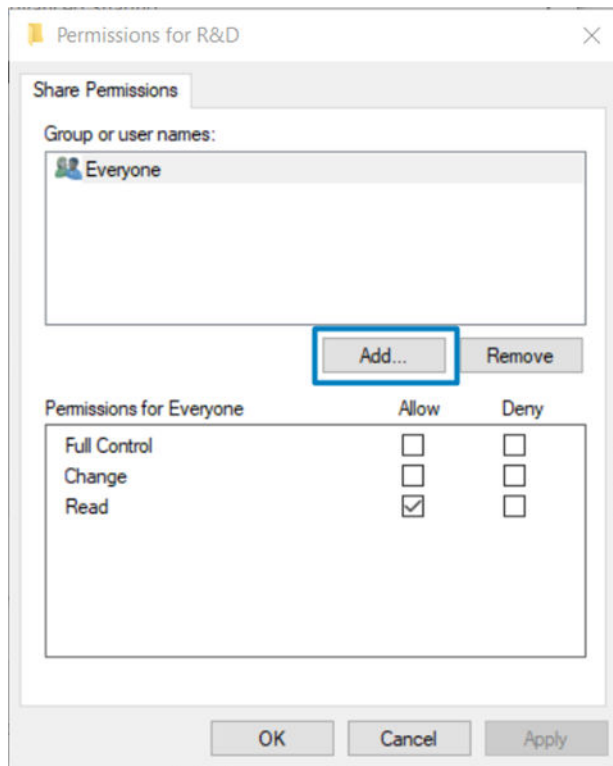 Permissions for R&D
Share Permissions
Group or user names:
Everyone
Add... Remove
Permissions for Everyone Allow Deny
Full Control
Change
Read
OK Cancel Apply